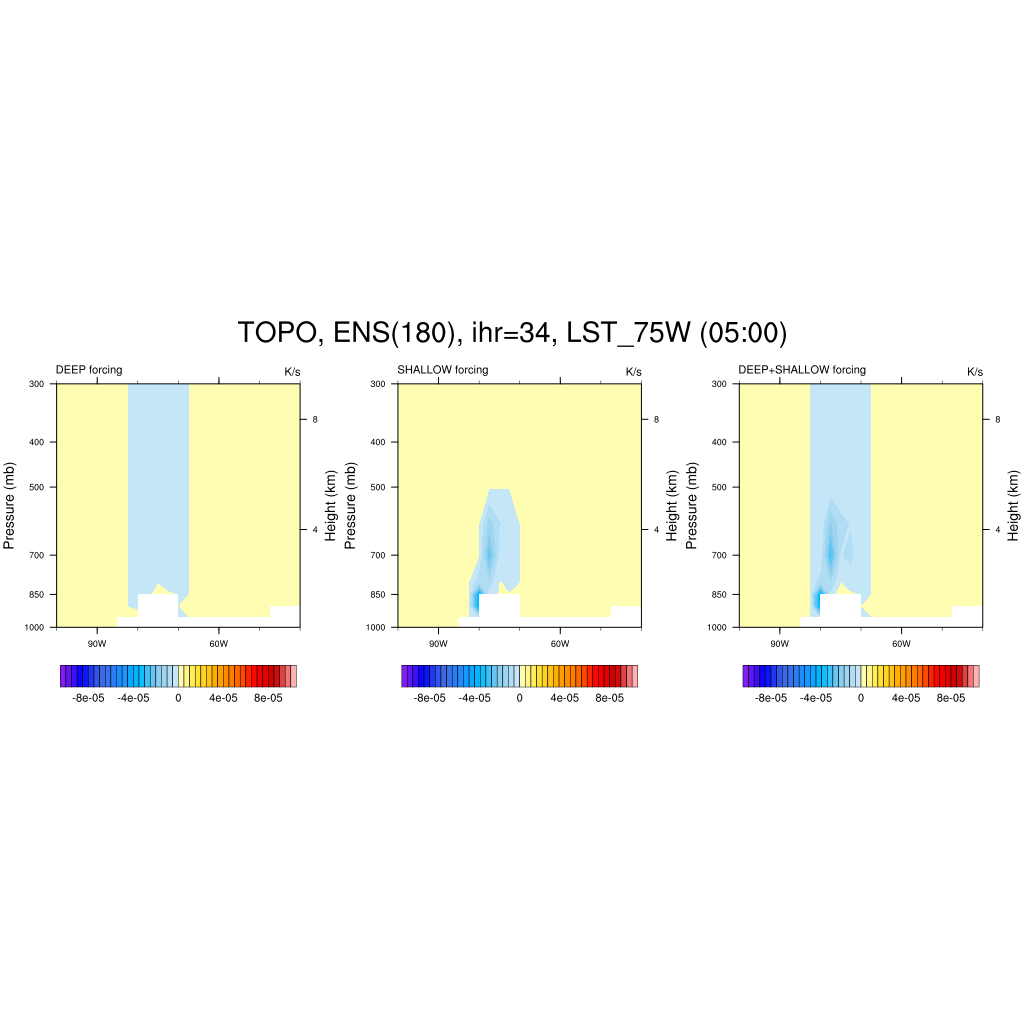 TOPO, ENS(180), ihr=34, LST_75W (05:00)
DEEP forcing K/s
300
400
500
700
850
1000
Pressure (mb)
8
4
Height (km)
90W 60W
-8e-05 -4e-05 0 4e-05 8e-05
SHALLOW forcing K/s
300
400
500
700
850
1000
Pressure (mb)
8
4
Height (km)
90W 60W
-8e-05 -4e-05 0 4e-05 8e-05
DEEP+SHALLOW forcing K/s
300
400
500
700
850
1000
Pressure (mb)
8
4
Height (km)
90W 60W
-8e-05 -4e-05 0 4e-05 8e-05